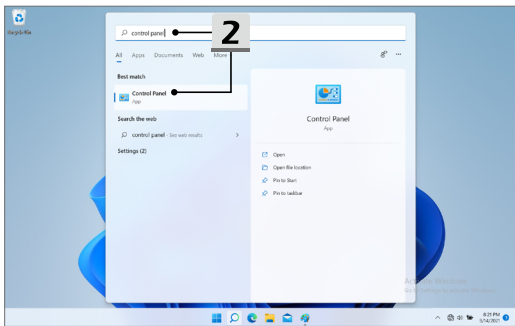 Recycle Bin
control panel
2
All Apps Documents Web More
Best match
Control Panel
App
Search the web
control panel - See web results
Settings (2)
Control Panel
App
Open
Open file location
Pin to Start
Pin to taskbar
Activate Windows
8:21 PM
5/14/2021